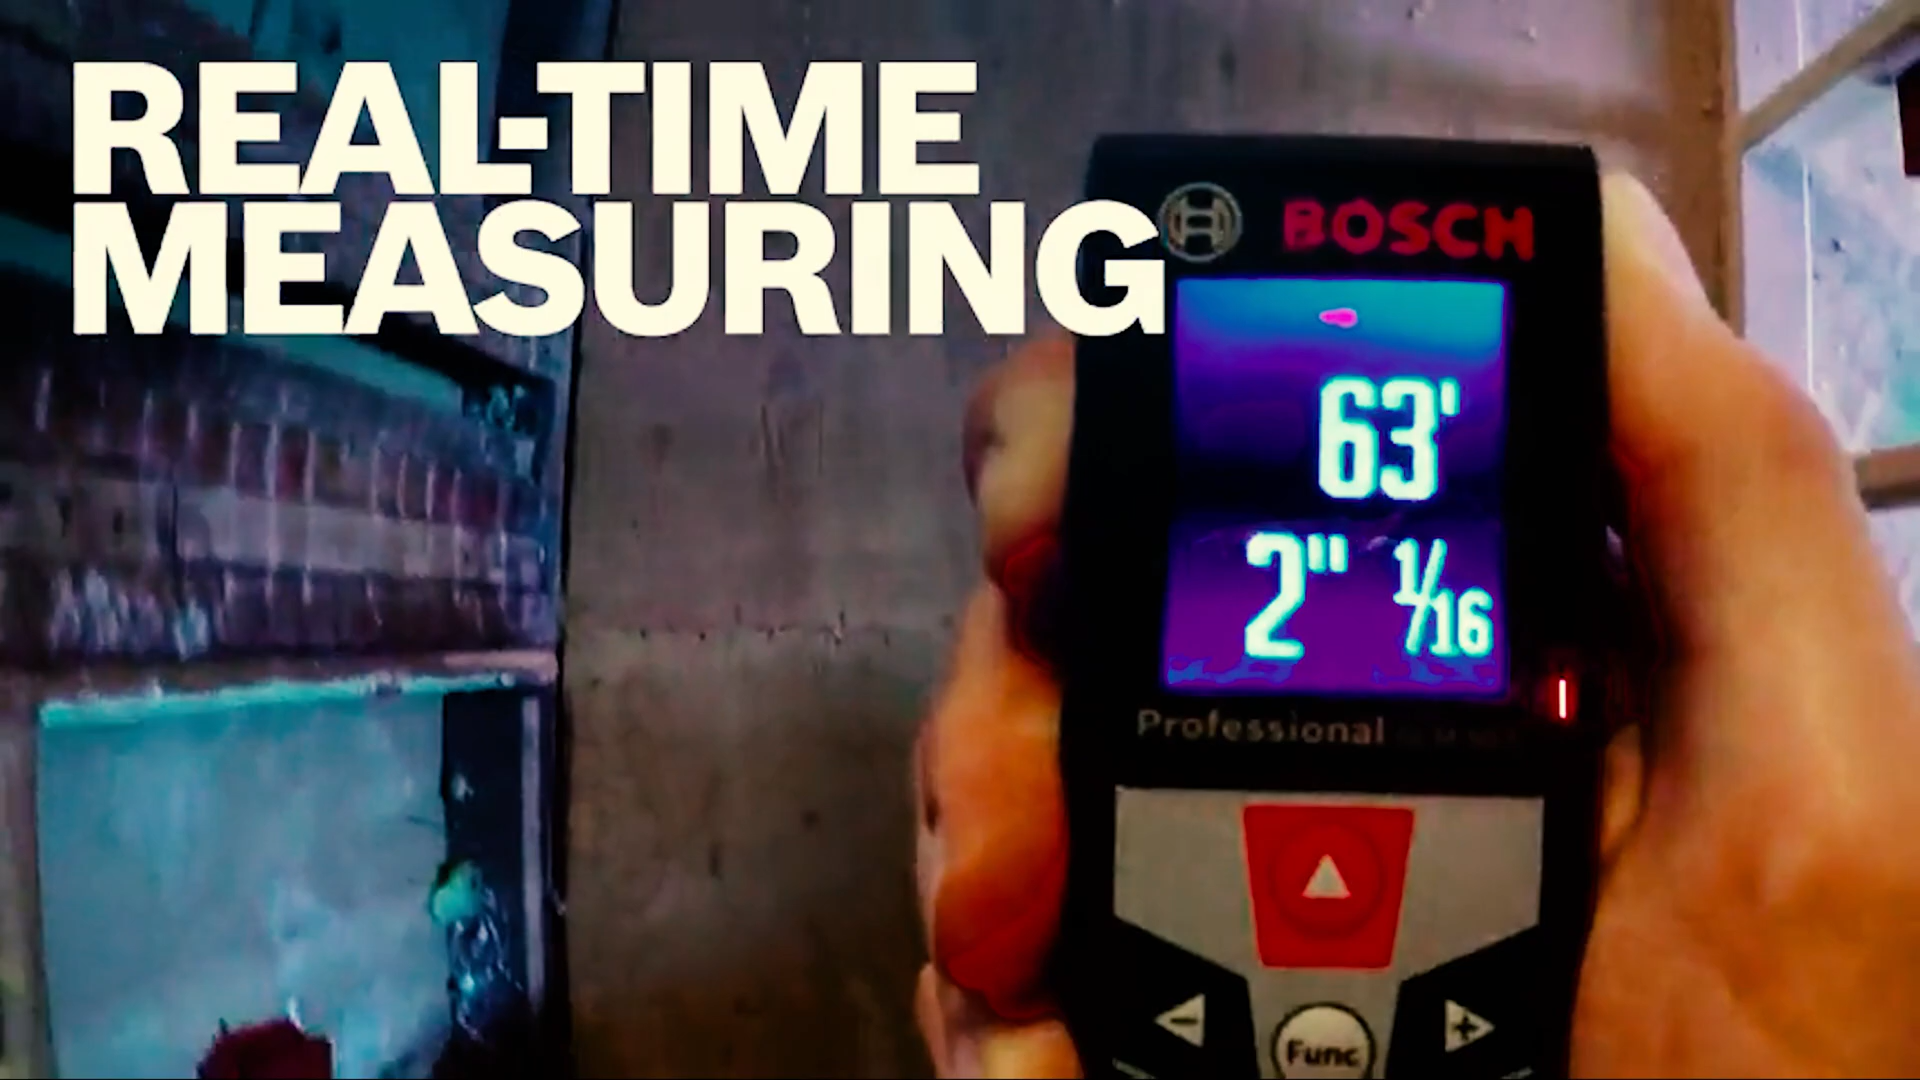 REAL-TIME
MEASURING
BOSCH
63'
2" 1/16
Professional
Func